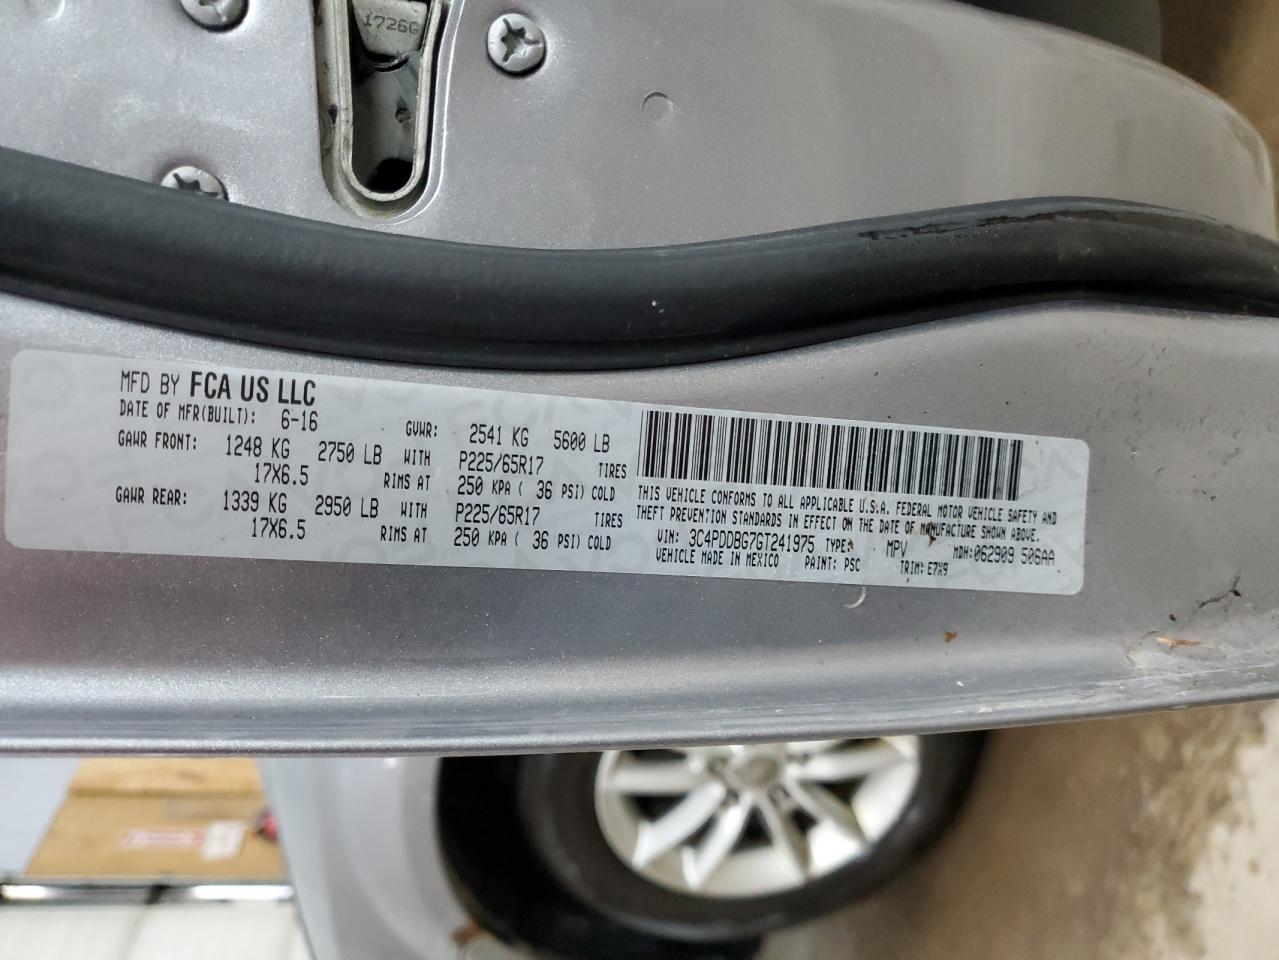 1726G
MFD BY FCA US LLC
DATE OF MFR(BUILT): 6-16 GVWR: 2541 KG 5600 LB
GAWR FRONT: 1248 KG 2750 LB WITH P225/65R17 TIRES
17X6.5 RIMS AT 250 KPA ( 36 PSI) COLD
GAWR REAR: 1339 KG 2950 LB WITH P225/65R17 TIRES
17X6.5 RIMS AT 250 KPA ( 36 PSI) COLD
THIS VEHICLE CONFORMS TO ALL APPLICABLE U.S.A. FEDERAL MOTOR VEHICLE SAFETY AND
THEFT PREVENTION STANDARDS IN EFFECT ON THE DATE OF MANUFACTURE SHOWN ABOVE.
VIN: 3C4PDDBG7GT241975 TYPE: MPV MDH:062909 506AA
VEHICLE MADE IN MEXICO PAINT: PSC TRIM: E7X9